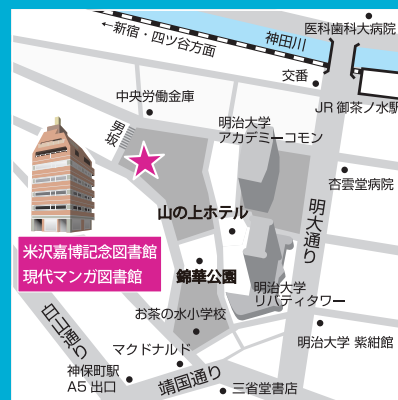 医科歯科大病院
←新宿・四ツ谷方面
神田川
交番
中央労働金庫
JR 御茶ノ水駅
男坂
明治大学
アカデミーコモン
杏雲堂病院
山の上ホテル
明大通り
米沢嘉博記念図書館
現代マンガ図書館
錦華公園
明治大学
リバティタワー
お茶の水小学校
白山通り
明治大学 紫紺館
マクドナルド
神保町駅
A5 出口
靖国通り
三省堂書店